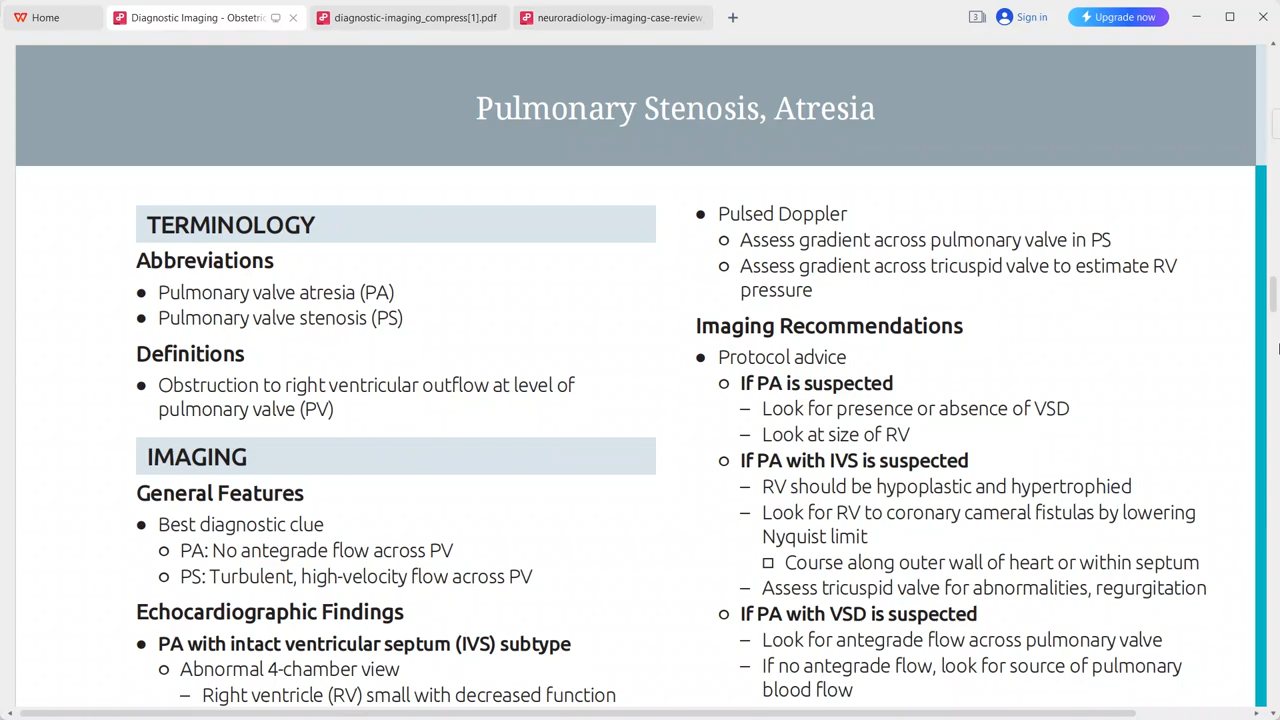 Home
Diagnostic Imaging - Obstetric
diagnostic-imaging_compress[1].pdf
neuroradiology-imaging-case-review
3
Sign in
Upgrade now
Pulmonary Stenosis, Atresia
TERMINOLOGY
Abbreviations
● Pulmonary valve atresia (PA)
● Pulmonary valve stenosis (PS)
Definitions
● Obstruction to right ventricular outflow at level of
pulmonary valve (PV)
IMAGING
General Features
● Best diagnostic clue
○ PA: No antegrade flow across PV
○ PS: Turbulent, high-velocity flow across PV
Echocardiographic Findings
● PA with intact ventricular septum (IVS) subtype
○ Abnormal 4-chamber view
– Right ventricle (RV) small with decreased function
● Pulsed Doppler
○ Assess gradient across pulmonary valve in PS
○ Assess gradient across tricuspid valve to estimate RV
pressure
Imaging Recommendations
● Protocol advice
○ If PA is suspected
– Look for presence or absence of VSD
– Look at size of RV
○ If PA with IVS is suspected
– RV should be hypoplastic and hypertrophied
– Look for RV to coronary cameral fistulas by lowering
Nyquist limit
□ Course along outer wall of heart or within septum
– Assess tricuspid valve for abnormalities, regurgitation
○ If PA with VSD is suspected
– Look for antegrade flow across pulmonary valve
– If no antegrade flow, look for source of pulmonary
blood flow